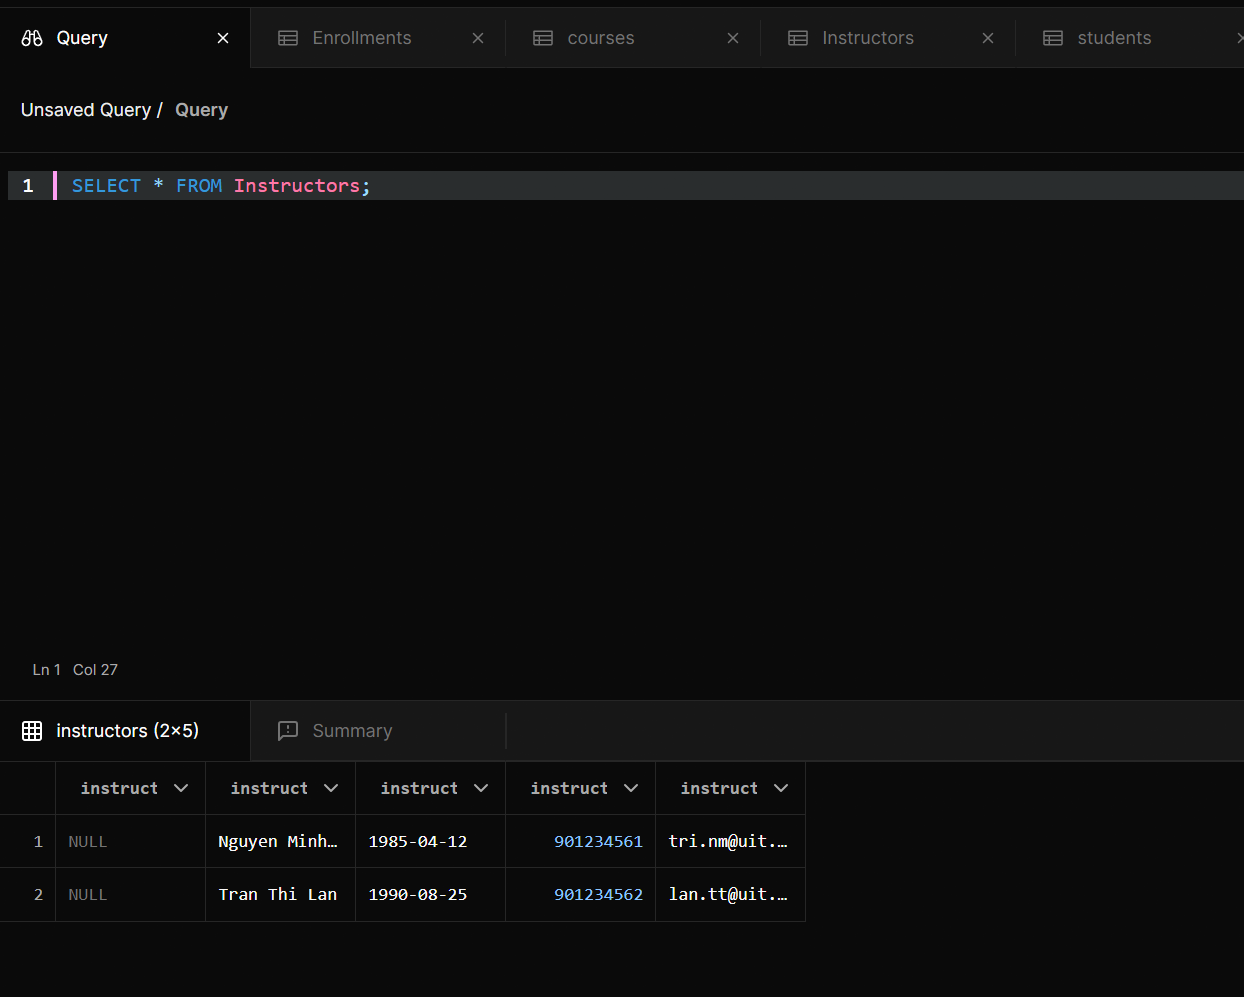 Query Enrollments courses Instructors students
Unsaved Query / Query
1 SELECT * FROM Instructors;
Ln 1 Col 27
instructors (2×5) Summary
instruct instruct instruct instruct instruct
1 NULL Nguyen Minh… 1985-04-12 901234561 tri.nm@uit.…
2 NULL Tran Thi Lan 1990-08-25 901234562 lan.tt@uit.…